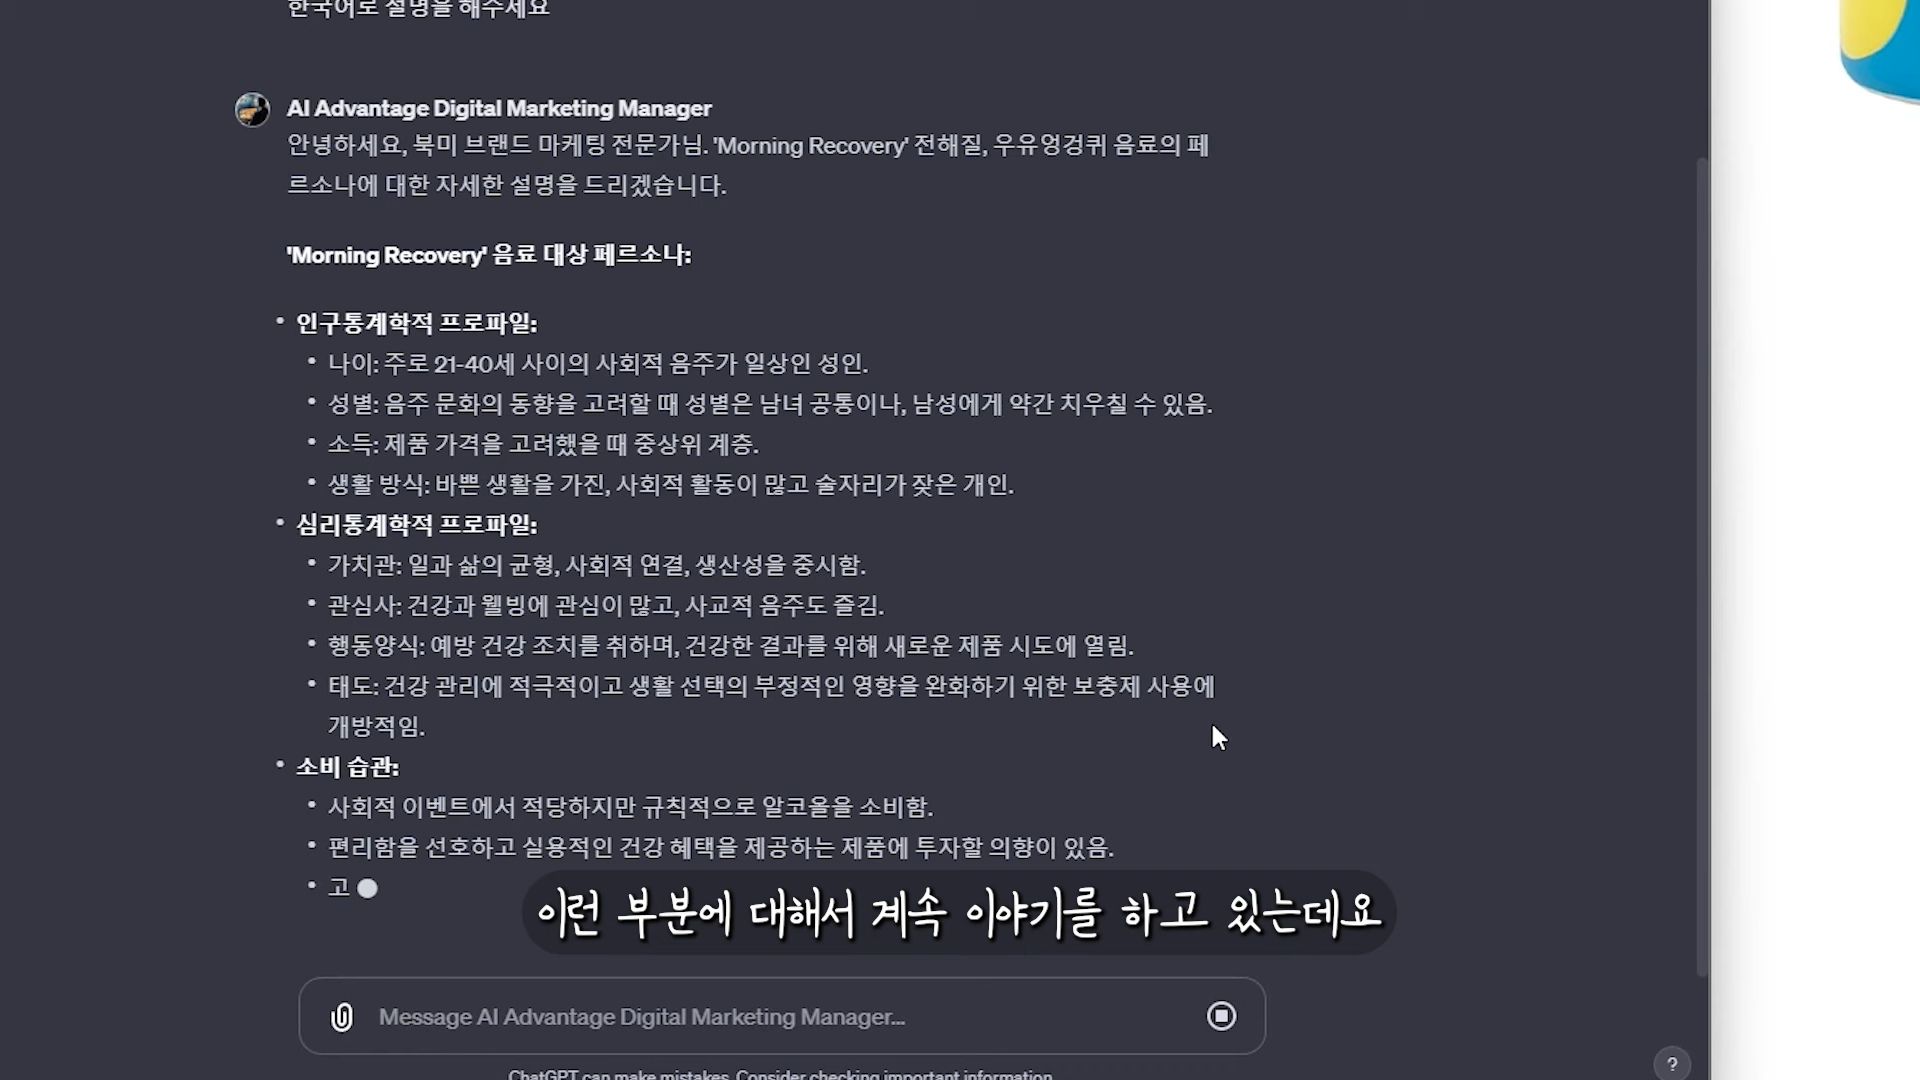 한국어로 설명을 해주세요
AI Advantage Digital Marketing Manager
안녕하세요, 북미 브랜드 마케팅 전문가님. 'Morning Recovery' 전해질, 우유엉겅퀴 음료의 페
르소나에 대한 자세한 설명을 드리겠습니다.
'Morning Recovery' 음료 대상 페르소나:
• 인구통계학적 프로파일:
• 나이: 주로 21-40세 사이의 사회적 음주가 일상인 성인.
• 성별: 음주 문화의 동향을 고려할 때 성별은 남녀 공통이나, 남성에게 약간 치우칠 수 있음.
• 소득: 제품 가격을 고려했을 때 중상위 계층.
• 생활 방식: 바쁜 생활을 가진, 사회적 활동이 많고 술자리가 잦은 개인.
• 심리통계학적 프로파일:
• 가치관: 일과 삶의 균형, 사회적 연결, 생산성을 중시함.
• 관심사: 건강과 웰빙에 관심이 많고, 사교적 음주도 즐김.
• 행동양식: 예방 건강 조치를 취하며, 건강한 결과를 위해 새로운 제품 시도에 열림.
• 태도: 건강 관리에 적극적이고 생활 선택의 부정적인 영향을 완화하기 위한 보충제 사용에
개방적임.
• 소비 습관:
• 사회적 이벤트에서 적당하지만 규칙적으로 알코올을 소비함.
• 편리함을 선호하고 실용적인 건강 혜택을 제공하는 제품에 투자할 의향이 있음.
• 고
이런 부분에 대해서 계속 이야기를 하고 있는데요
Message AI Advantage Digital Marketing Manager...
ChatGPT can make mistakes. Consider checking important information.
?